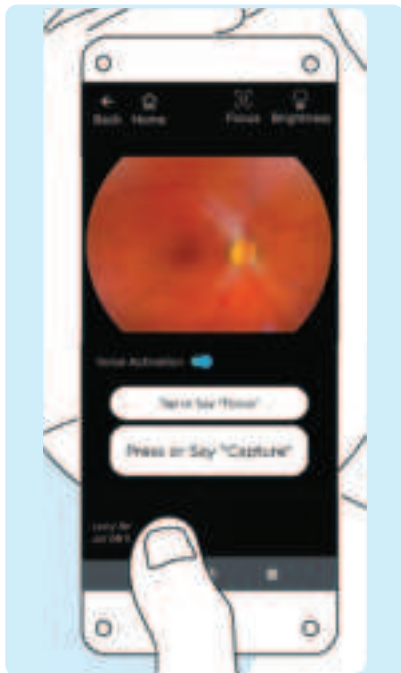 Back Home Focus Brightness
Voice Activation
Tap or Say "Focus"
Press or Say "Capture"